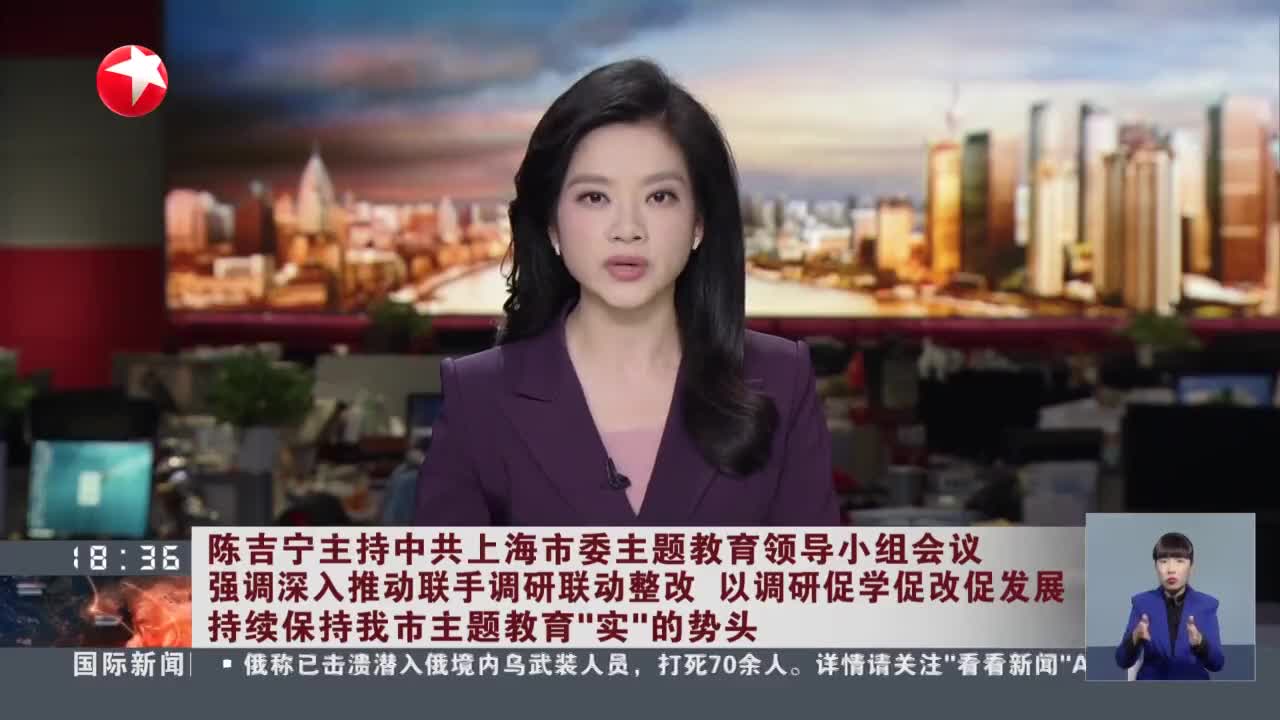 18:36
陈吉宁主持中共上海市委主题教育领导小组会议
强调深入推动联手调研联动整改 以调研促学促改促发展
持续保持我市主题教育"实"的势头
国际新闻
▪ 俄称已击溃潜入俄境内乌武装人员，打死70余人。详情请关注"看看新闻"A